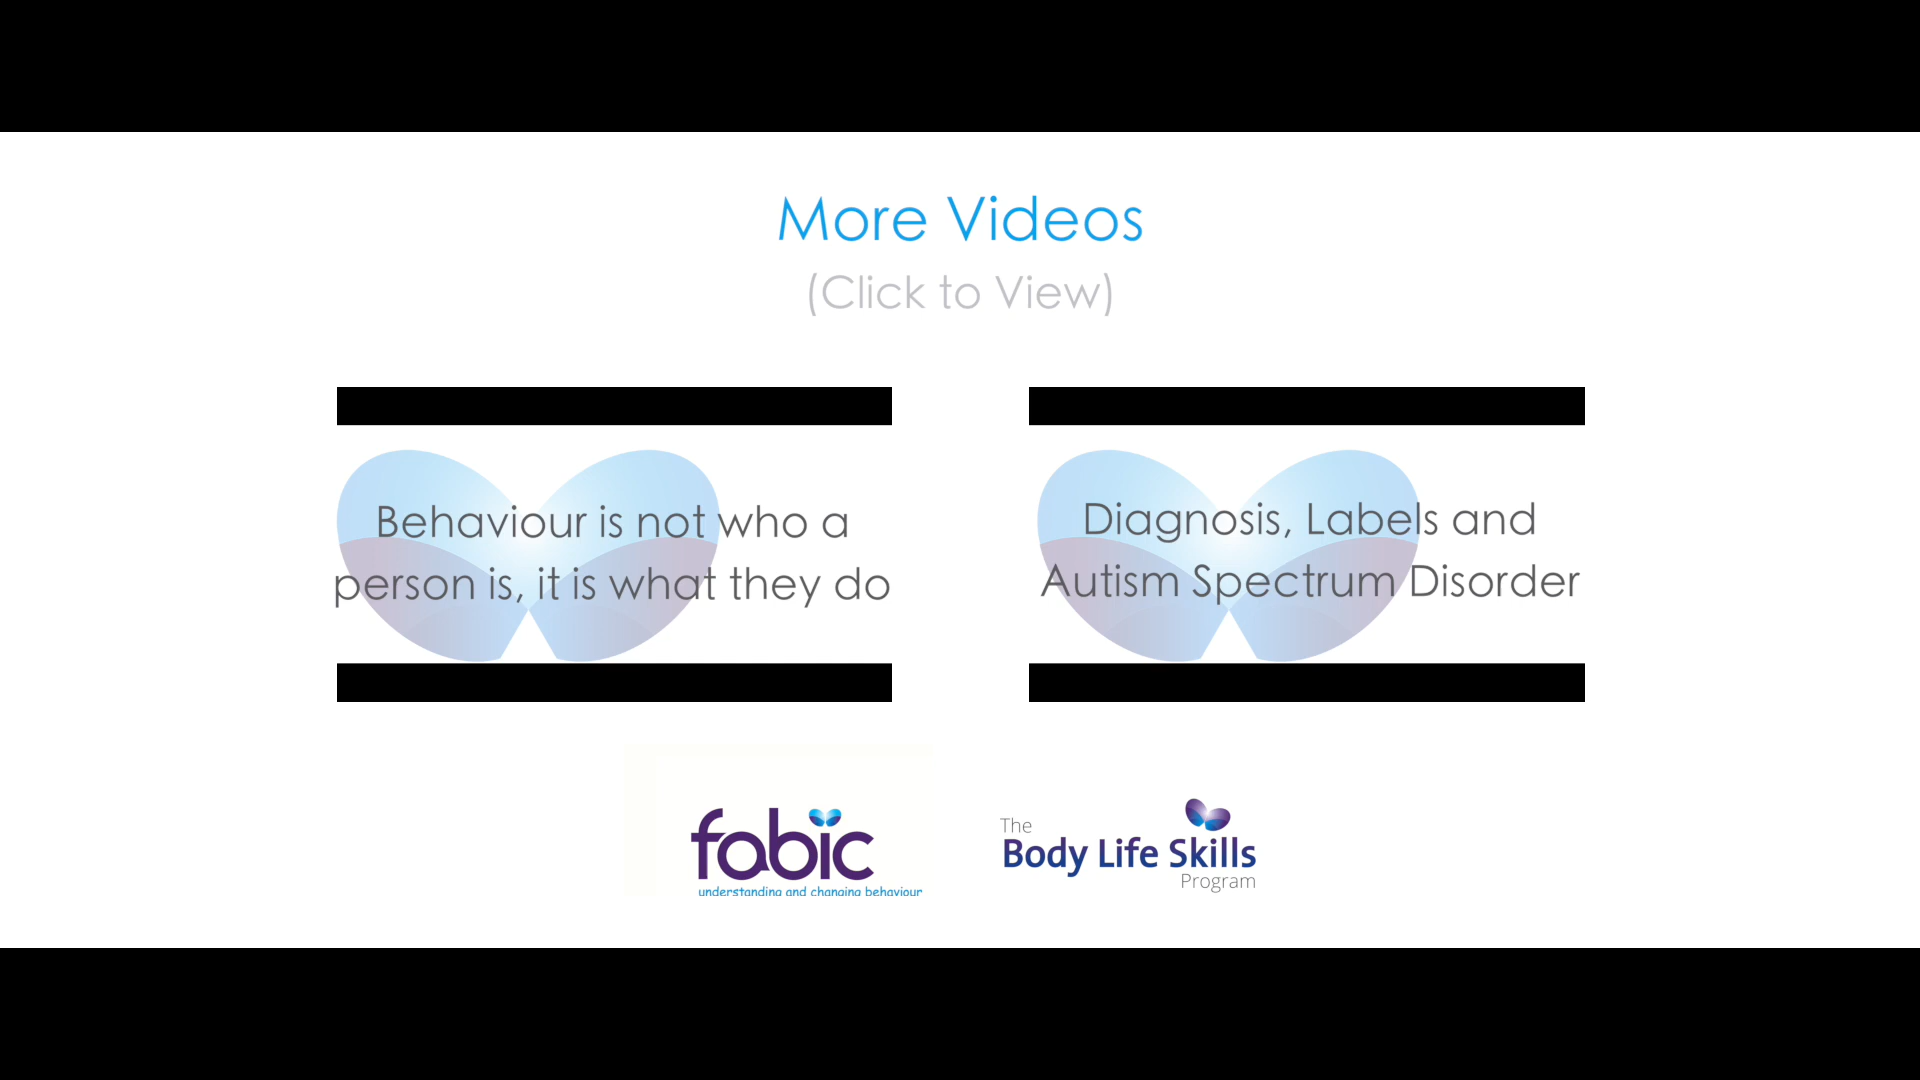 More Videos
(Click to View)
Behaviour is not who a
person is, it is what they do
Diagnosis, Labels and
Autism Spectrum Disorder
fabic
understanding and changing behaviour
The
Body Life Skills
Program